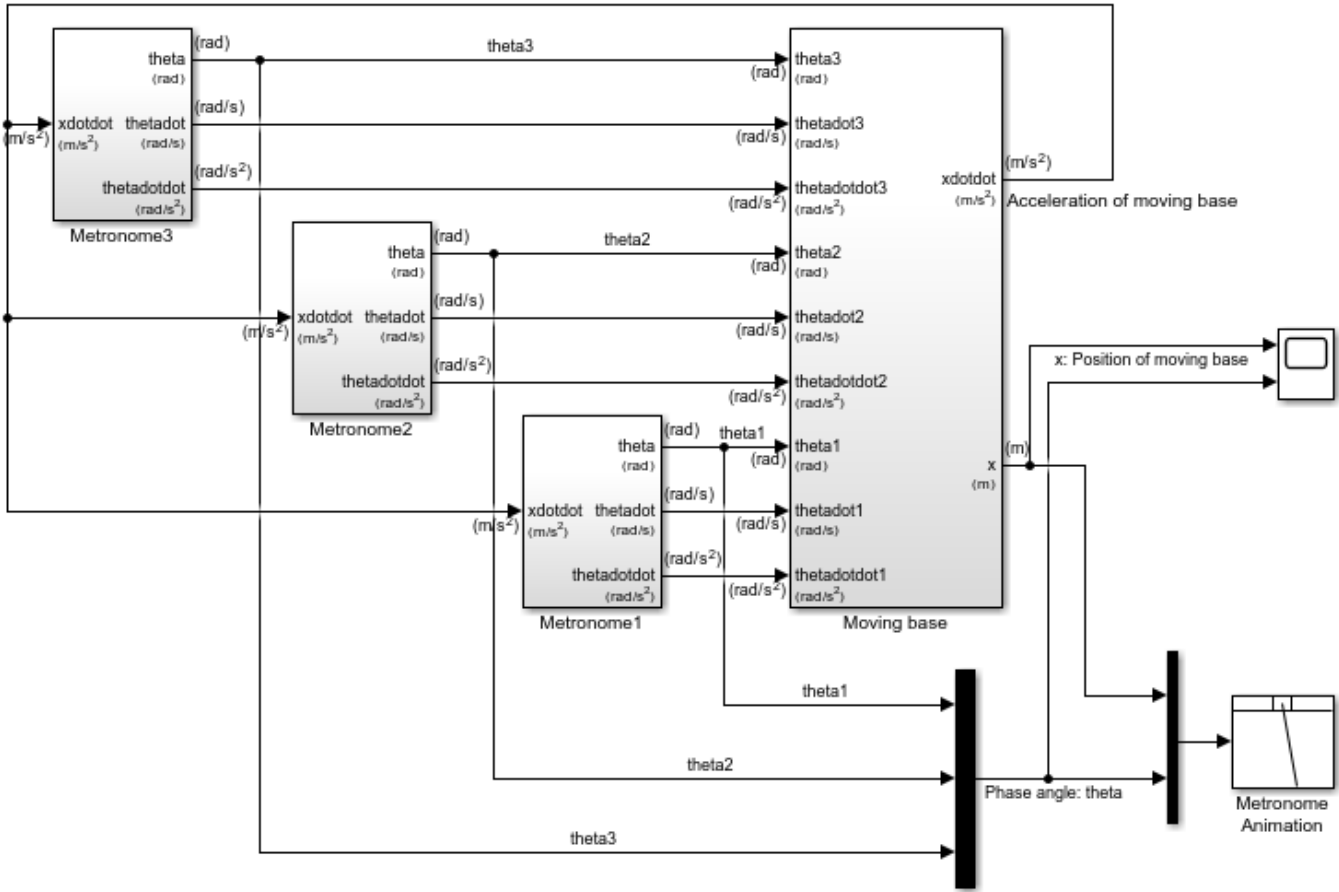 (rad)
theta3
theta
(rad)
theta3
(rad)
(rad)
(rad/s)
(m/s²)
xdotdot
(m/s²)
thetadot
(rad/s)
(rad/s)
thetadot3
(rad/s)
(rad/s²)
thetadotdot
(rad/s²)
(rad/s²)
thetadotdot3
(rad/s²)
Metronome3
(m/s²)
xdotdot
(m/s²)
Acceleration of moving base
(rad)
theta2
theta
(rad)
(rad)
theta2
(rad)
(rad/s)
(m/s²)
xdotdot
(m/s²)
thetadot
(rad/s)
(rad/s)
thetadot2
(rad/s)
(rad/s²)
thetadotdot
(rad/s²)
(rad/s²)
thetadotdot2
(rad/s²)
Metronome2
x: Position of moving base
(rad)
theta1
theta
(rad)
(rad)
theta1
(rad)
(m)
x
(m)
(rad/s)
(m/s²)
xdotdot
(m/s²)
thetadot
(rad/s)
(rad/s)
thetadot1
(rad/s)
(rad/s²)
thetadotdot
(rad/s²)
(rad/s²)
thetadotdot1
(rad/s²)
Metronome1
Moving base
theta1
theta2
Phase angle: theta
theta3
Metronome
Animation